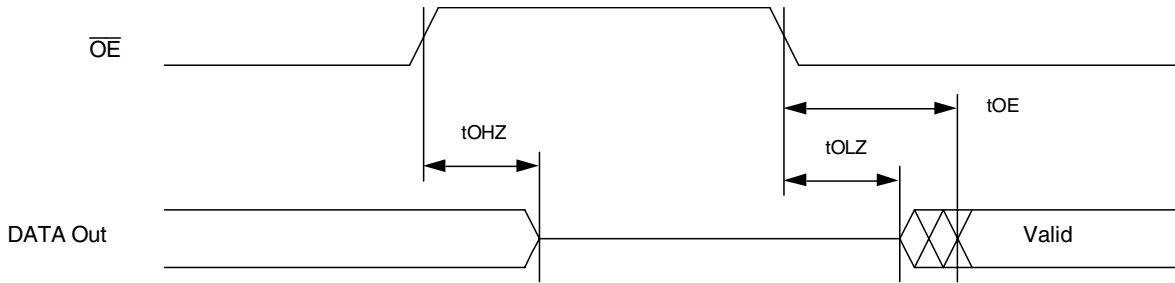 OE
tOE
tOHZ
tOLZ
DATA Out
Valid